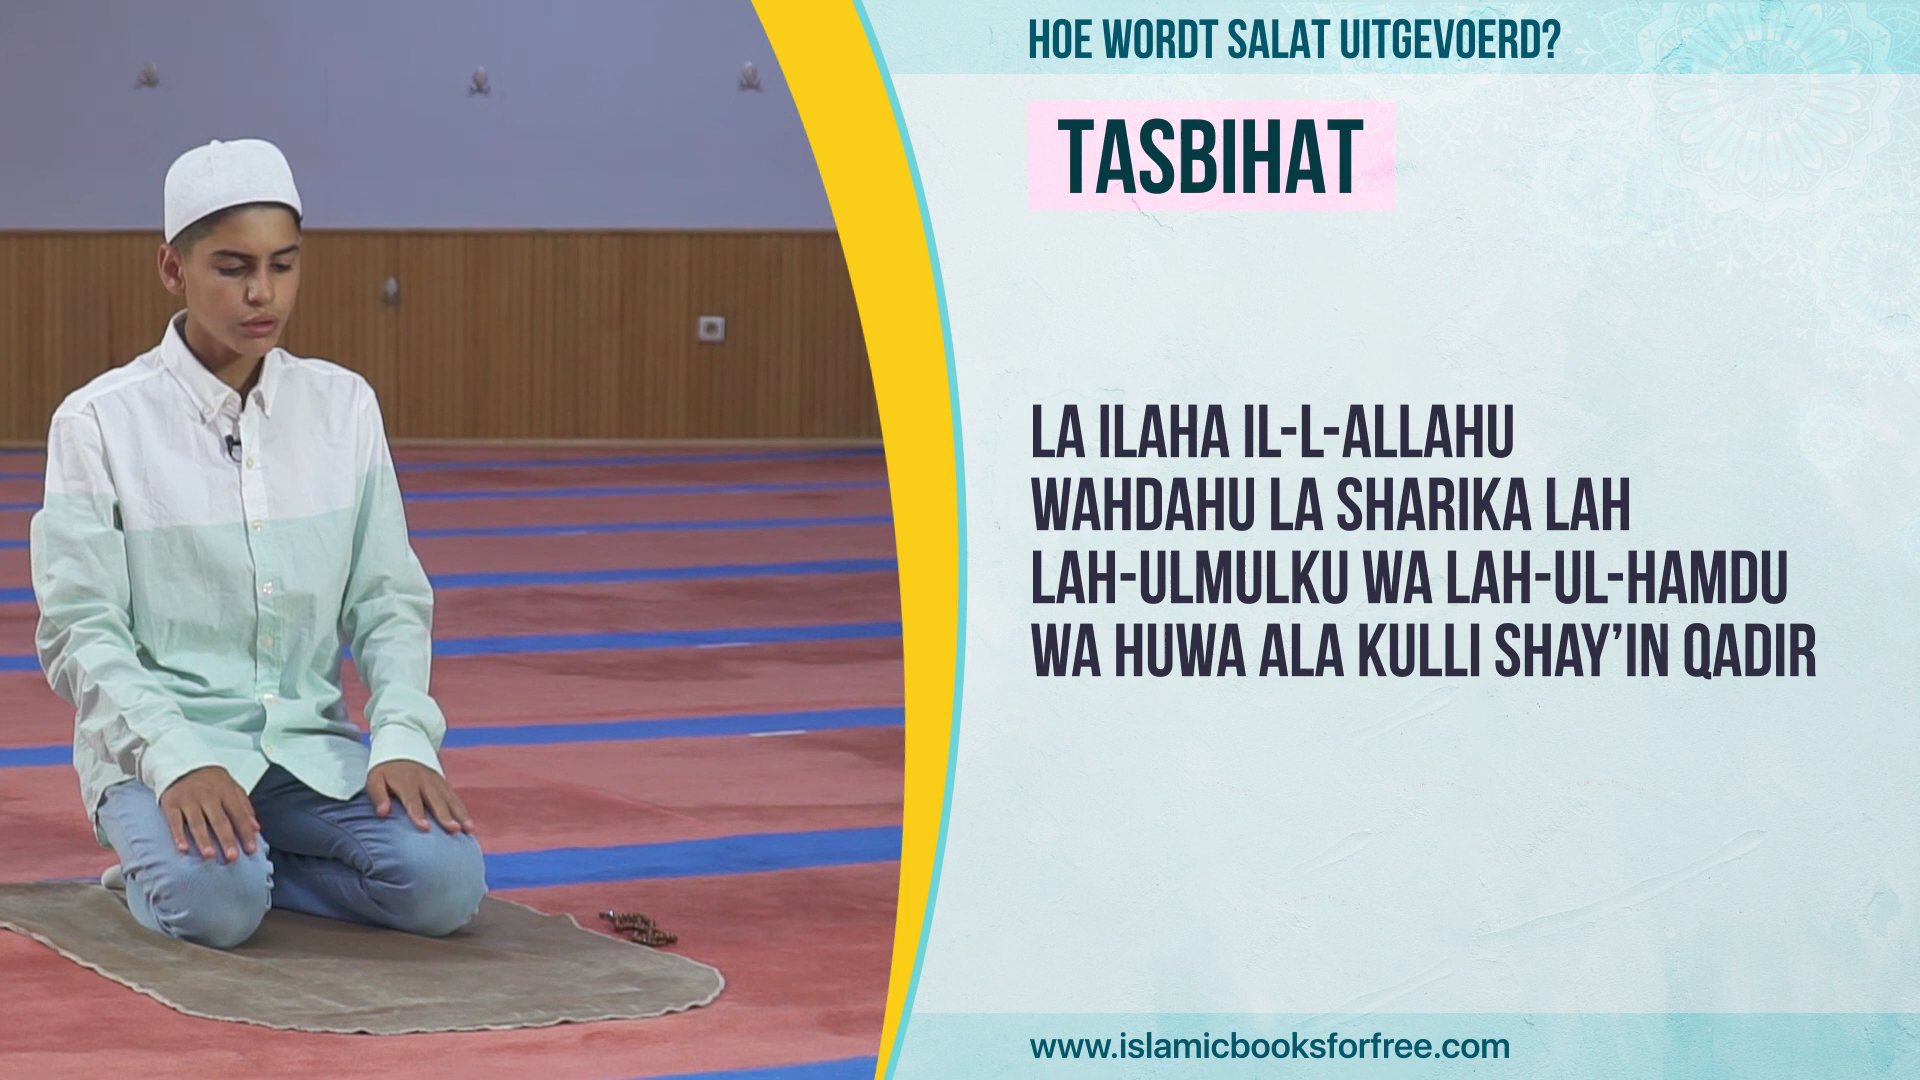 HOE WORDT SALAT UITGEVOERD?
TASBIHAT
LA ILAHA IL-L-ALLAHU
WAHDAHU LA SHARIKA LAH
LAH-ULMULKU WA LAH-UL-HAMDU
WA HUWA ALA KULLI SHAY’IN QADIR
www.islamicbooksforfree.com